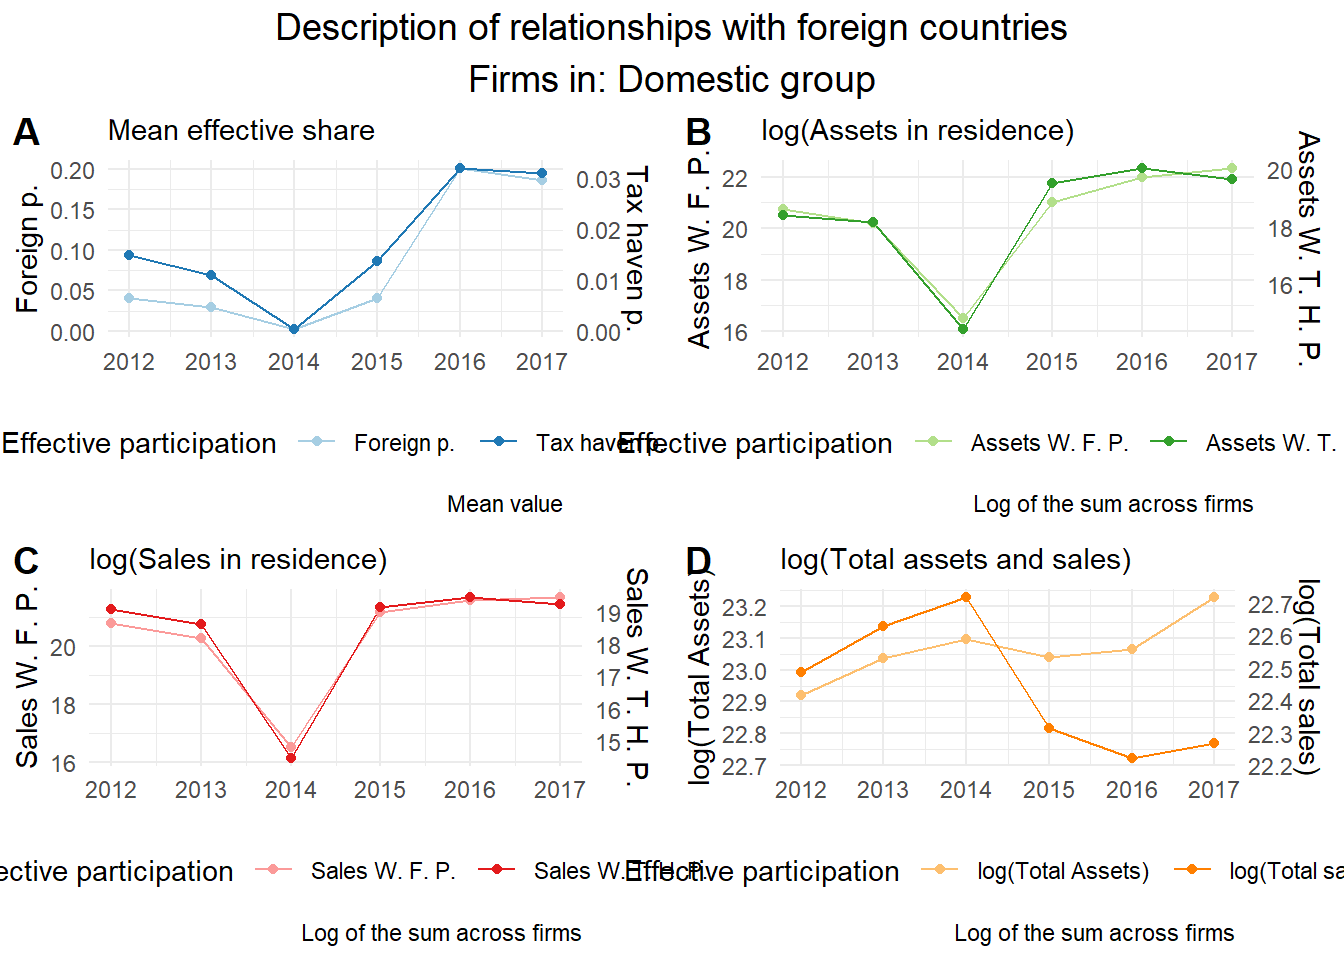 Description of relationships with foreign countries
Firms in: Domestic group
A
Mean effective share
Foreign p.
0.20
0.15
0.10
0.05
0.00
0.03
0.02
0.01
0.00
Tax haven p.
2012 2013 2014 2015 2016 2017
Effective participation Foreign p. Tax haven p.
Mean value
B
log(Assets in residence)
Assets W. F. P.
22
20
18
16
20
18
16
Assets W. T. H. P.
2012 2013 2014 2015 2016 2017
Effective participation Assets W. F. P. Assets W. T.
Log of the sum across firms
C
log(Sales in residence)
Sales W. F. P.
20
18
16
19
18
17
16
15
Sales W. T. H. P.
2012 2013 2014 2015 2016 2017
ective participation Sales W. F. P. Sales W. T. H. P.
Log of the sum across firms
D
log(Total assets and sales)
log(Total Assets)
23.2
23.1
23.0
22.9
22.8
22.7
22.7
22.6
22.5
22.4
22.3
22.2
log(Total sales)
2012 2013 2014 2015 2016 2017
Effective participation log(Total Assets) log(Total sa
Log of the sum across firms